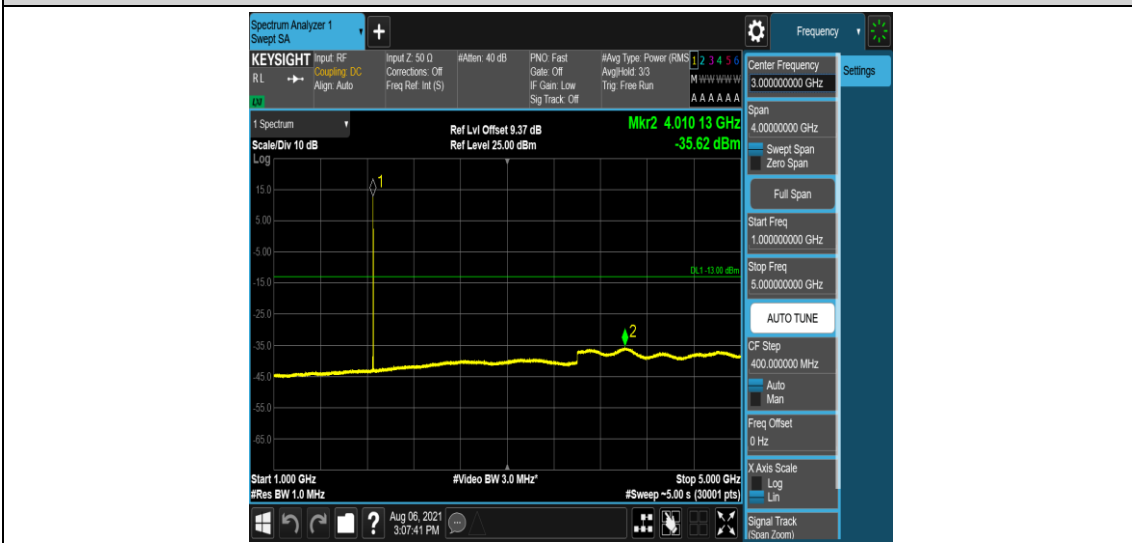 Spectrum Analyzer 1
Swept SA
+
Frequency
KEYSIGHT
RL
LXI
Input: RF
Coupling: DC
Align: Auto
Input Z: 50 Ω
Corrections: Off
Freq Ref: Int (S)
#Atten: 40 dB
PNO: Fast
Gate: Off
IF Gain: Low
Sig Track: Off
#Avg Type: Power (RMS
Avg|Hold: 3/3
Trig: Free Run
1 2 3 4 5 6
M W W W W W
A A A A A A
1 Spectrum
Scale/Div 10 dB
Log
Ref Lvl Offset 9.37 dB
Ref Level 25.00 dBm
Mkr2 4.010 13 GHz
-35.62 dBm
15.0
5.00
-5.00
-15.0
-25.0
-35.0
-45.0
-55.0
-65.0
1
DL1 -13.00 dBm
2
Start 1.000 GHz
#Res BW 1.0 MHz
#Video BW 3.0 MHz*
Stop 5.000 GHz
#Sweep ~5.00 s (30001 pts)
Center Frequency
3.000000000 GHz
Settings
Span
4.00000000 GHz
Swept Span
Zero Span
Full Span
Start Freq
1.000000000 GHz
Stop Freq
5.000000000 GHz
AUTO TUNE
CF Step
400.000000 MHz
Auto
Man
Freq Offset
0 Hz
X Axis Scale
Log
Lin
Signal Track
(Span Zoom)
?
Aug 06, 2021
3:07:41 PM